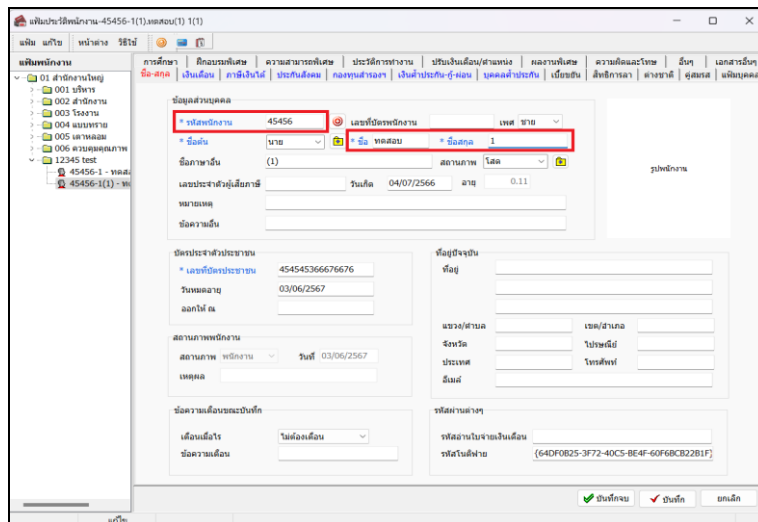 แฟ้มประวัติพนักงาน-45456-1(1).ทดสอบ(1) 1(1)
แฟ้ม แก้ไข หน้าต่าง วิธีใช้
แฟ้มพนักงาน
01 สำนักงานใหญ่
001 บริหาร
002 สำนักงาน
003 โรงงาน
004 แบบทราย
005 เตาหลอม
006 ควบคุมคุณภาพ
12345 test
45456-1 - ทดส
45456-1(1) - ท
การศึกษา ฝึกอบรมพิเศษ ความสามารถพิเศษ ประวัติการทำงาน ปรับเงินเดือน/ตำแหน่ง ผลงานพิเศษ ความผิดและโทษ อื่นๆ เอกสารอื่นๆ
ชื่อ-สกุล เงินเดือน ภาษีเงินได้ ประกันสังคม กองทุนสำรองฯ เงินค้ำประกัน-กู้-ผ่อน บุคคลค้ำประกัน เบี้ยขยัน สิทธิการลา ต่างชาติ คู่สมรส แฟ้มบุคคล
ข้อมูลส่วนบุคคล
* รหัสพนักงาน 45456 เลขที่บัตรพนักงาน เพศ ชาย
* ชื่อต้น นาย * ชื่อ ทดสอบ * ชื่อสกุล 1
ชื่อภาษาอื่น (1) สถานภาพ โสด
เลขประจำตัวผู้เสียภาษี วันเกิด 04/07/2566 อายุ 0.11
หมายเหตุ
ข้อความอื่น
รูปพนักงาน
บัตรประจำตัวประชาชน
* เลขที่บัตรประชาชน 454545366676676
วันหมดอายุ 03/06/2567
ออกให้ ณ
สถานภาพพนักงาน
สถานภาพ พนักงาน วันที่ 03/06/2567
เหตุผล
ที่อยู่ปัจจุบัน
ที่อยู่
แขวง/ตำบล เขต/อำเภอ
จังหวัด ไปรษณีย์
ประเทศ โทรศัพท์
อีเมล์
ข้อความเตือนขณะบันทึก
เตือนเมื่อไร ไม่ต้องเตือน
ข้อความเตือน
รหัสผ่านต่างๆ
รหัสอ่านใบจ่ายเงินเดือน
รหัสโนติฟาย {64DF0B25-3F72-40C5-BE4F-60F6BCB22B1F}
บันทึกจบ บันทึก ยกเลิก
แก้ไข